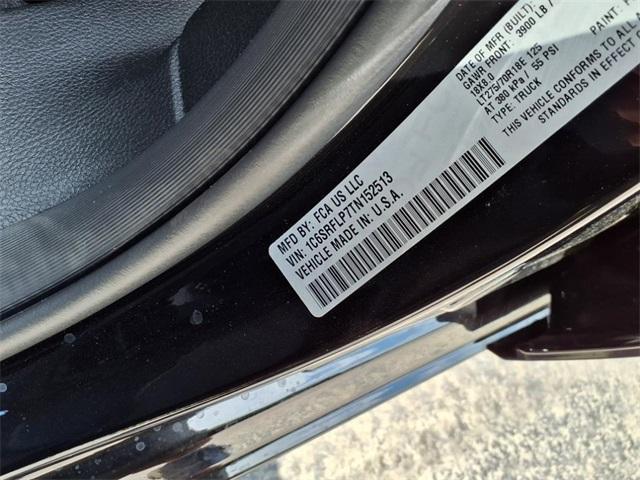 MFD BY: FCA US LLC
DATE OF MFR (BUILT):
GAWR FRONT: 3900 LB /
18X8.0
LT275/70R18E 125
AT 380 kPa / 55 PSI
VIN: 1C6SRFLP7TN152513
TYPE: TRUCK
VEHICLE MADE IN: U.S.A.
THIS VEHICLE CONFORMS TO
STANDARDS IN EFFECT
PAINT: